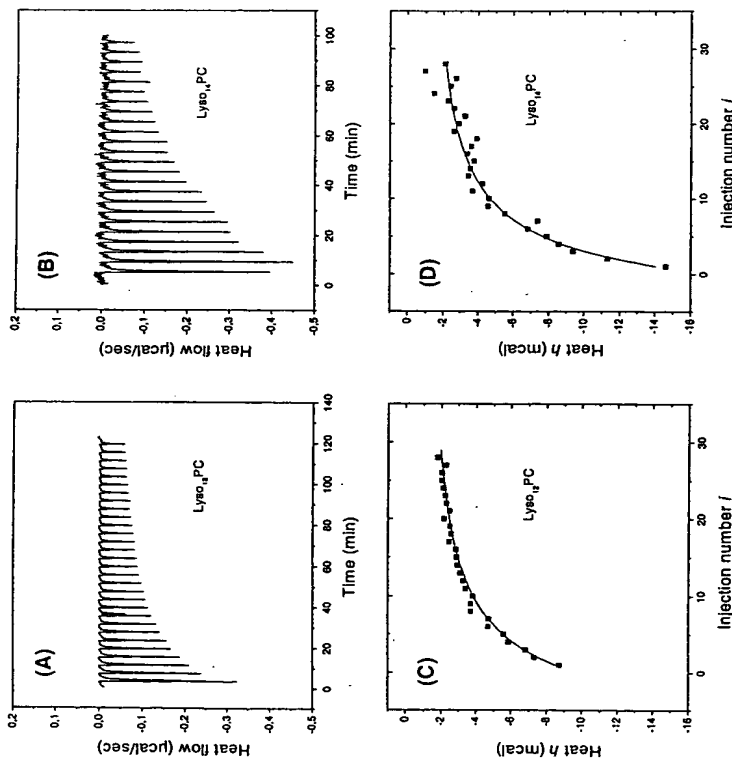 (A)
0.2
0.1
0.0
-0.1
-0.2
-0.3
-0.4
-0.5
Heat flow (µcal/sec)
Lyso₁₂PC
0 20 40 60 80 100 120 140
Time (min)
(B)
0.2
0.1
0.0
-0.1
-0.2
-0.3
-0.4
-0.5
Heat flow (µcal/sec)
Lyso₁₄PC
0 20 40 60 80 100
Time (min)
(C)
0
-2
-4
-6
-8
-10
-12
-14
-16
Heat h (mcal)
Lyso₁₂PC
0 10 20 30
Injection number i
(D)
0
-2
-4
-6
-8
-10
-12
-14
-16
Heat h (mcal)
Lyso₁₄PC
0 10 20 30
Injection number i